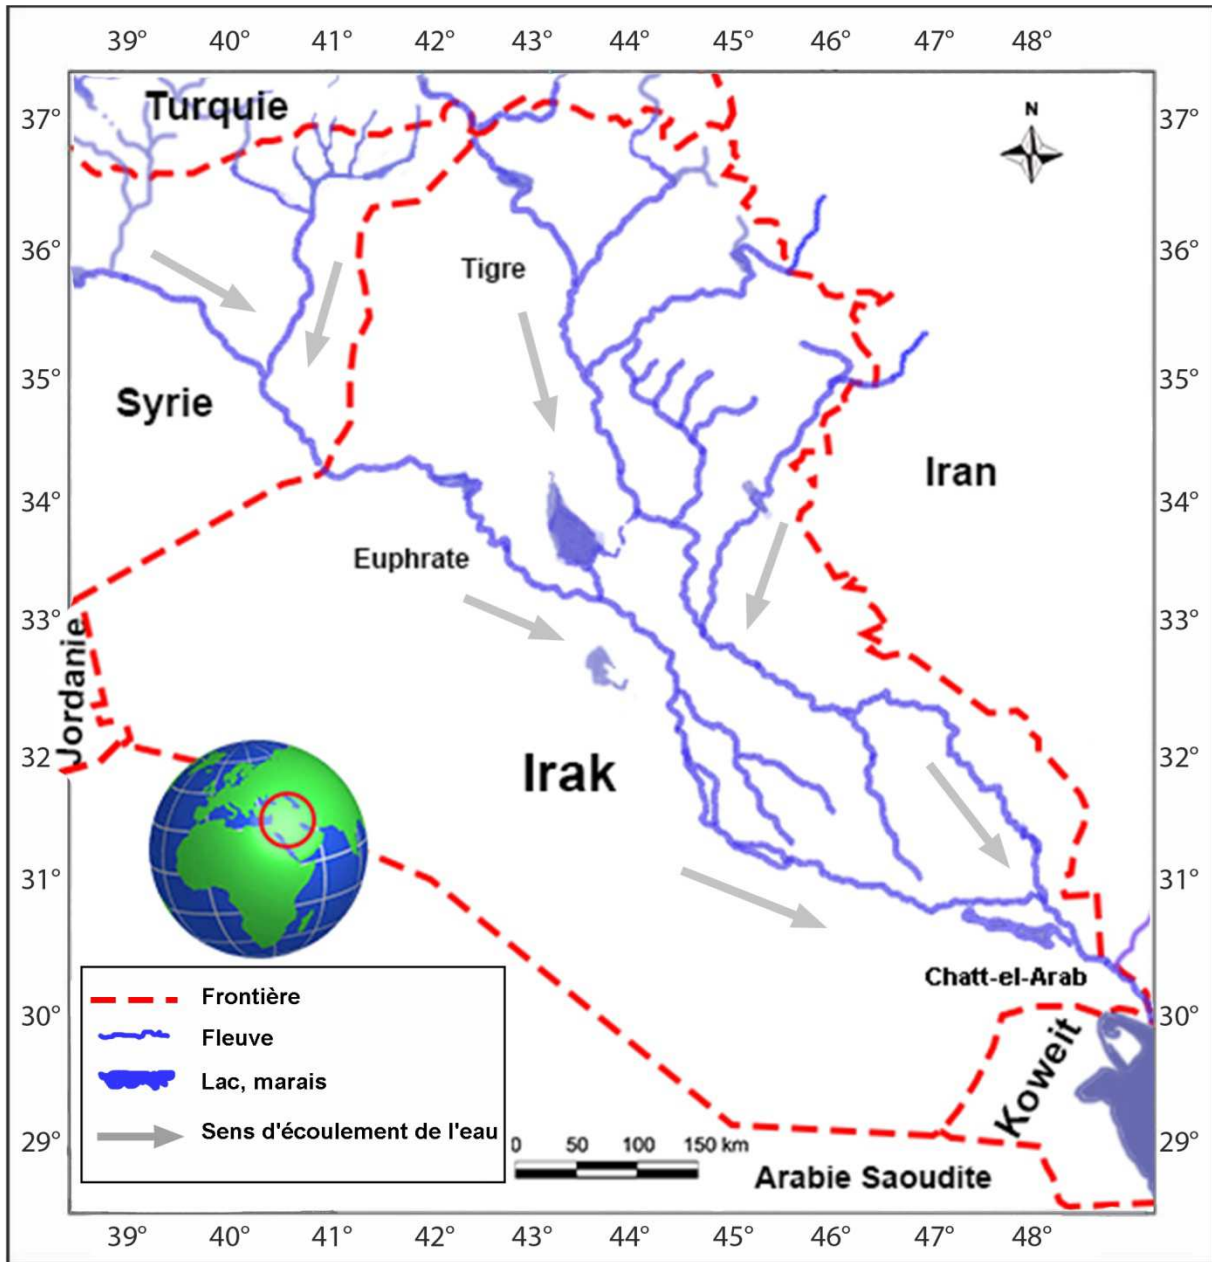 39° 40° 41° 42° 43° 44° 45° 46° 47° 48°
N
37° Turquie 37°
36° 36°
Tigre
35° 35°
Syrie
Iran
34° 34°
Euphrate
33° 33°
Jordanie
32° 32°
Irak
31° 31°
Chatt-el-Arab
Frontière
30° 30°
Fleuve
Koweit
Lac, marais
Sens d'écoulement de l'eau
29° 29°
0 50 100 150 km
Arabie Saoudite
39° 40° 41° 42° 43° 44° 45° 46° 47° 48°